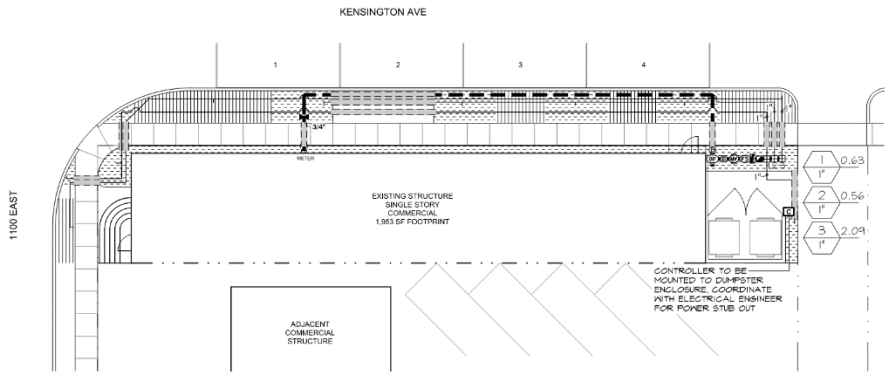 KENSINGTON AVE
1
2
3
4
3/4"
METER
1"
1"
1 0.63
1"
2 0.56
1"
3 2.09
1"
C
EXISTING STRUCTURE
SINGLE STORY
COMMERCIAL
1,953 SF FOOTPRINT
1100 EAST
CONTROLLER TO BE
MOUNTED TO DUMPSTER
ENCLOSURE, COORDINATE
WITH ELECTRICAL ENGINEER
FOR POWER STUB OUT
ADJACENT
COMMERCIAL
STRUCTURE